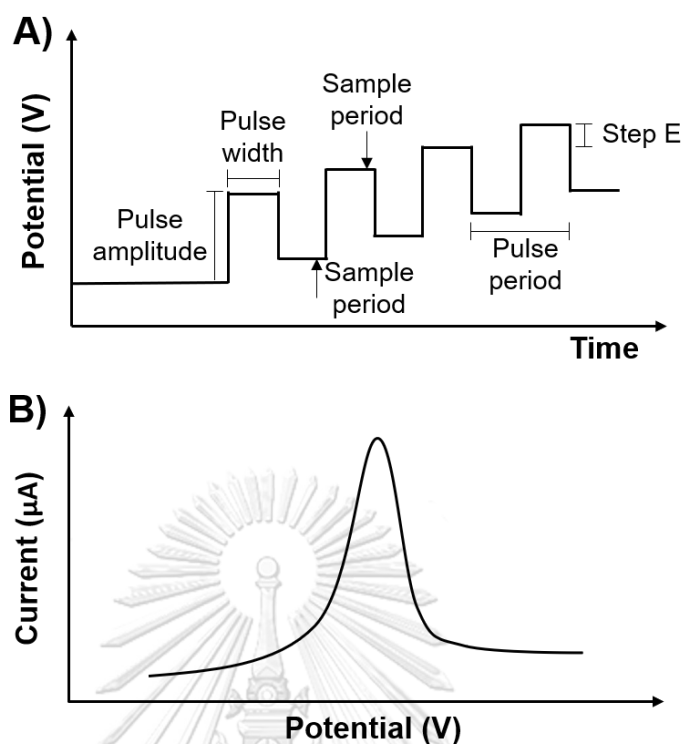 A)
Potential (V)
Pulse
width
Sample
period
Step E
Pulse
amplitude
Sample
period
Pulse
period
Time
B)
Current (µA)
Potential (V)